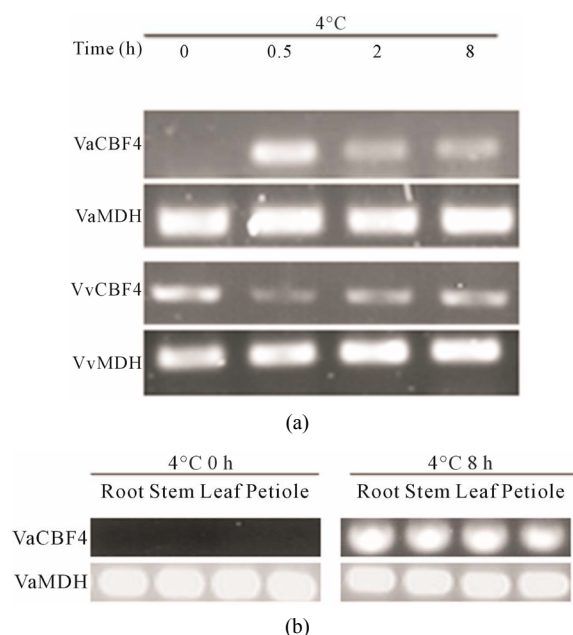 4°C
Time (h) 0 0.5 2 8
VaCBF4
VaMDH
VvCBF4
VvMDH
(a)
4°C 0 h 4°C 8 h
Root Stem Leaf Petiole Root Stem Leaf Petiole
VaCBF4
VaMDH
(b)